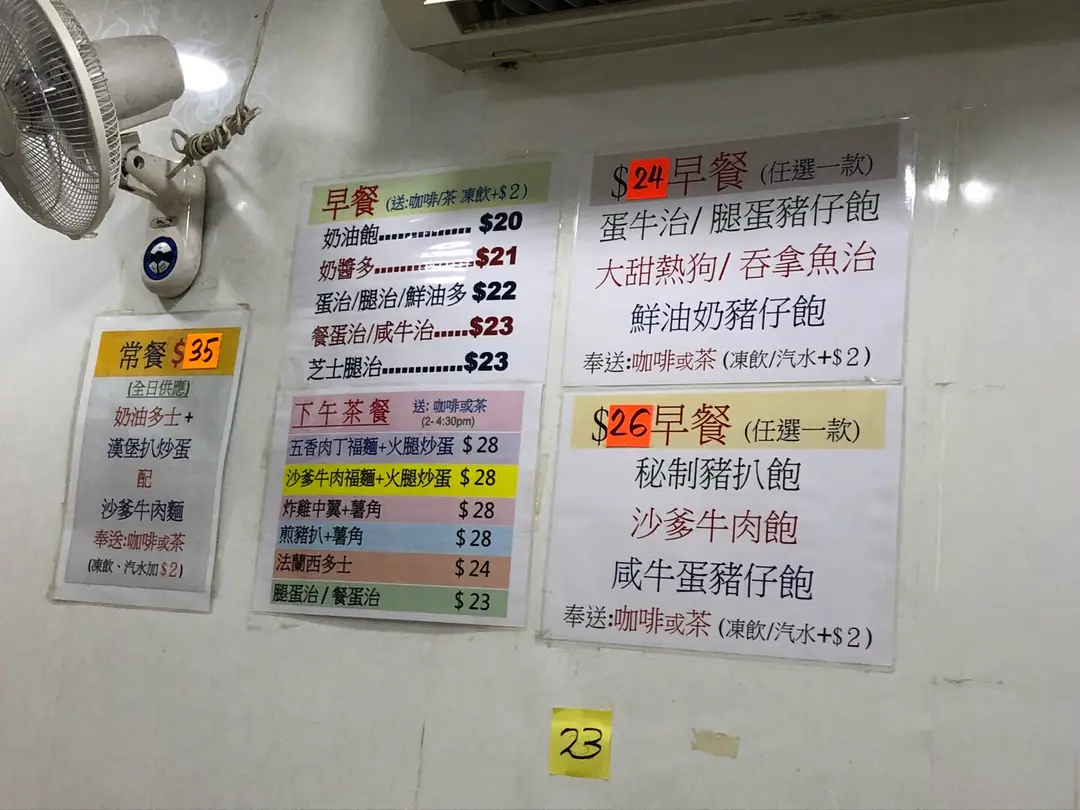 常餐 $35
(全日供應)
奶油多士+
漢堡扒炒蛋
配
沙爹牛肉麵
奉送:咖啡或茶
(凍飲、汽水加$2)
早餐 (送:咖啡/茶 凍飲+$2)
奶油飽............ $20
奶醬多............$21
蛋治/腿治/鮮油多 $22
餐蛋治/咸牛治.....$23
芝士腿治............$23
下午茶餐 送: 咖啡或茶
(2- 4:30pm)
五香肉丁福麵+火腿炒蛋 $28
沙爹牛肉福麵+火腿炒蛋 $28
炸雞中翼+薯角 $28
煎豬扒+薯角 $28
法蘭西多士 $24
腿蛋治/餐蛋治 $23
$24早餐 (任選一款)
蛋牛治/ 腿蛋豬仔飽
大甜熱狗/ 吞拿魚治
鮮油奶豬仔飽
奉送:咖啡或茶 (凍飲/汽水+$2)
$26早餐 (任選一款)
秘制豬扒飽
沙爹牛肉飽
咸牛蛋豬仔飽
奉送:咖啡或茶 (凍飲/汽水+$2)
23